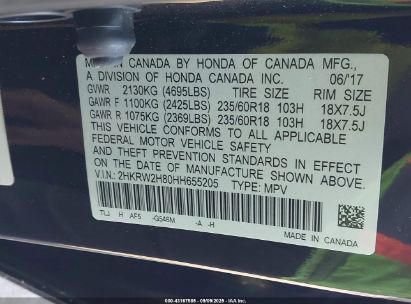 MADE IN CANADA BY HONDA OF CANADA MFG.,
A DIVISION OF HONDA CANADA INC. 06/'17
GVWR 2130KG (4695LBS) TIRE SIZE RIM SIZE
GAWR F 1100KG (2425LBS) 235/60R18 103H 18X7.5J
GAWR R 1075KG (2369LBS) 235/60R18 103H 18X7.5J
THIS VEHICLE CONFORMS TO ALL APPLICABLE
FEDERAL MOTOR VEHICLE SAFETY, BUMPER, AND
THEFT PREVENTION STANDARDS IN EFFECT
ON THE DATE OF MANUFACTURE SHOWN ABOVE.
V.I.N.: 2HKRW2H80HH655205 TYPE: MPV
H AF5 -A -H
MADE IN CANADA